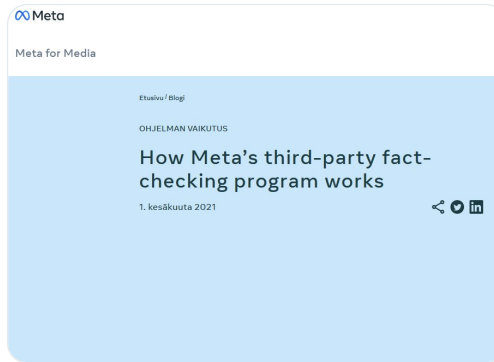 Meta
Meta for Media
Etusivu / Blogi
OHJELMAN VAIKUTUS
How Meta's third-party fact-
checking program works
1. kesäkuuta 2021